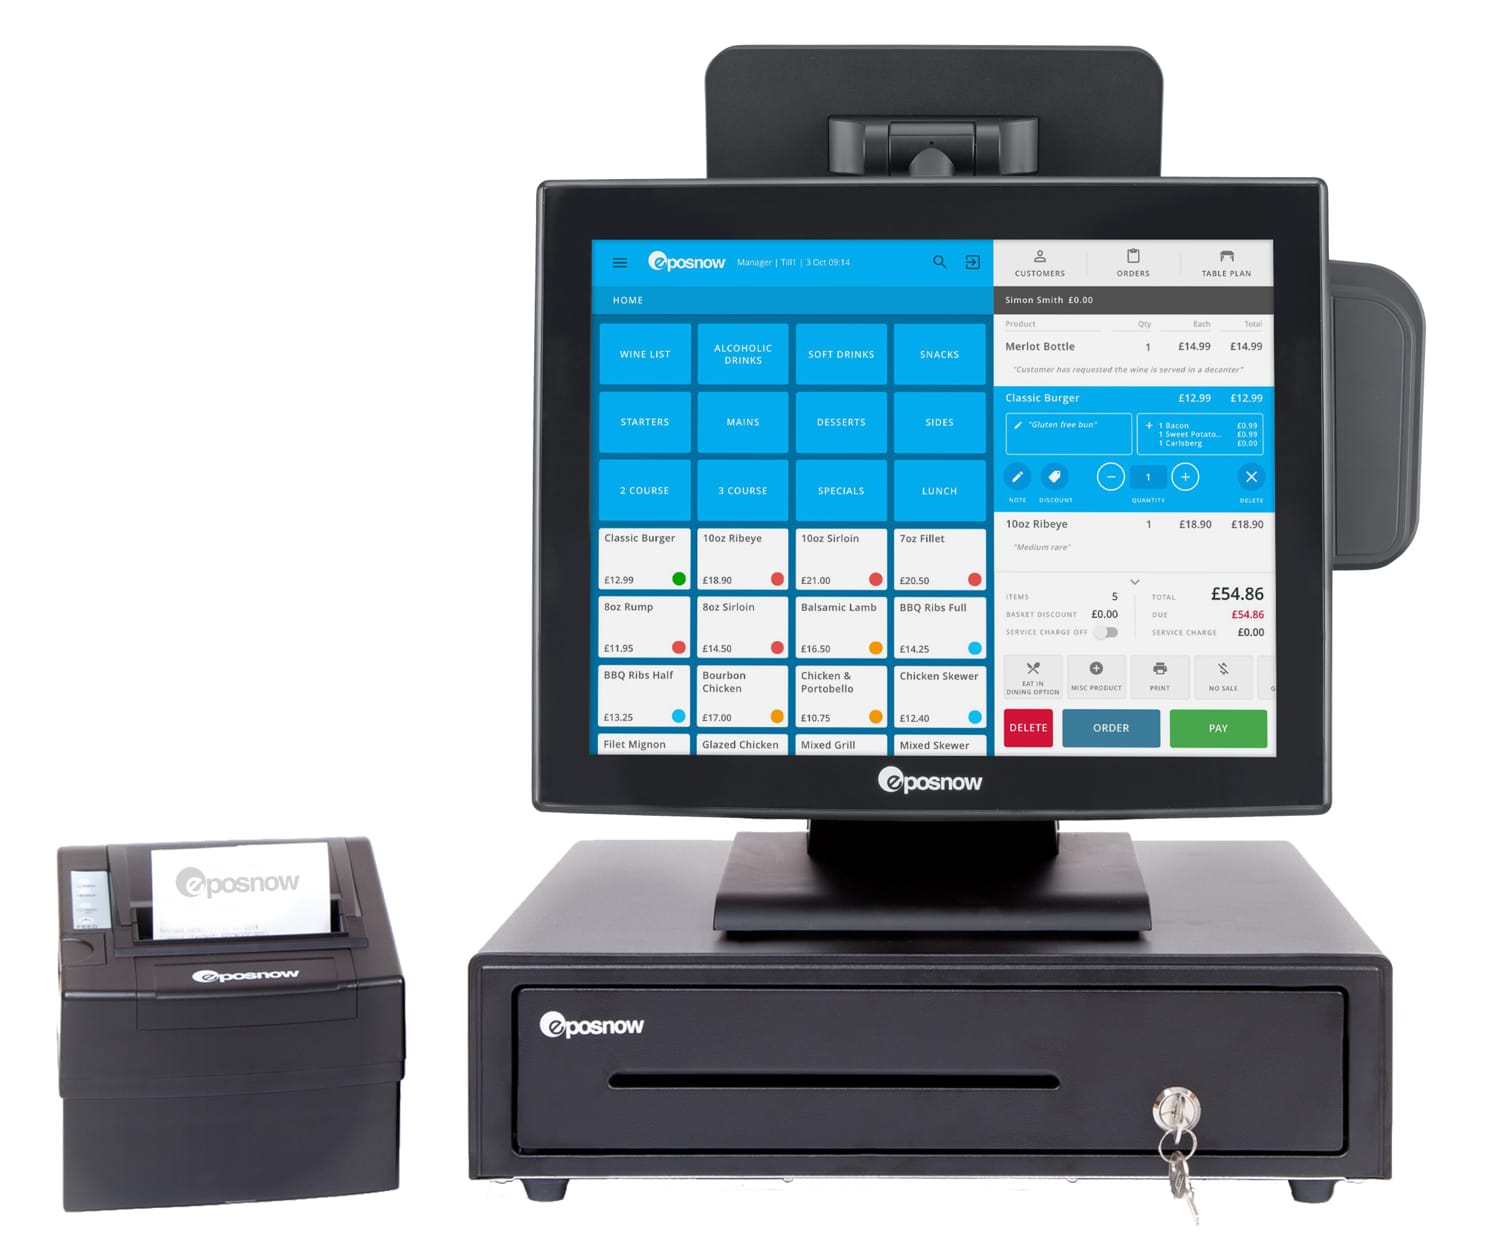 eposnow Manager | Till1 | 3 Oct 09:14
HOME
WINE LIST
ALCOHOLIC
DRINKS
SOFT DRINKS
SNACKS
STARTERS
MAINS
DESSERTS
SIDES
2 COURSE
3 COURSE
SPECIALS
LUNCH
Classic Burger
£12.99
10oz Ribeye
£18.90
10oz Sirloin
£21.00
7oz Fillet
£20.50
8oz Rump
£11.95
8oz Sirloin
£14.50
Balsamic Lamb
£16.50
BBQ Ribs Full
£14.25
BBQ Ribs Half
£13.25
Bourbon
Chicken
£17.00
Chicken &
Portobello
£10.75
Chicken Skewer
£12.40
Filet Mignon
Glazed Chicken
Mixed Grill
Mixed Skewer
CUSTOMERS
ORDERS
TABLE PLAN
Simon Smith £0.00
Product Qty Each Total
Merlot Bottle 1 £14.99 £14.99
"Customer has requested the wine is served in a decanter"
Classic Burger £12.99 £12.99
"Gluten free bun"
+ 1 Bacon £0.99
1 Sweet Potato... £0.99
1 Carlsberg £0.00
1
NOTE DISCOUNT QUANTITY DELETE
10oz Ribeye 1 £18.90 £18.90
"Medium rare"
ITEMS 5 TOTAL £54.86
BASKET DISCOUNT £0.00 DUE £54.86
SERVICE CHARGE OFF SERVICE CHARGE £0.00
EAT IN
DINING OPTION
MISC PRODUCT
PRINT
NO SALE
DELETE
ORDER
PAY
eposnow
eposnow
FEED
eposnow
eposnow